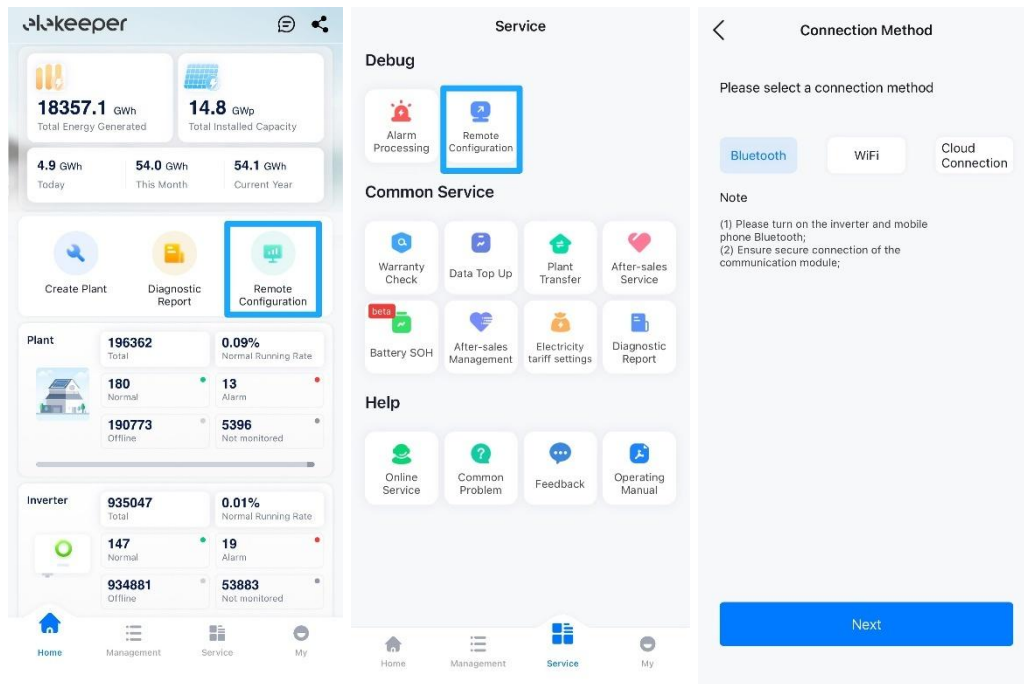 elekeeper
18357.1 GWh
Total Energy Generated
14.8 GWp
Total Installed Capacity
4.9 GWh
Today
54.0 GWh
This Month
54.1 GWh
Current Year
Create Plant
Diagnostic
Report
Remote
Configuration
Plant
196362
Total
0.09%
Normal Running Rate
180
Normal
13
Alarm
190773
Offline
5396
Not monitored
Inverter
935047
Total
0.01%
Normal Running Rate
147
Normal
19
Alarm
934881
Offline
53883
Not monitored
Home
Management
Service
My
Service
Debug
Alarm
Processing
Remote
Configuration
Common Service
Warranty
Check
Data Top Up
Plant
Transfer
After-sales
Service
beta
Battery SOH
After-sales
Management
Electricity
tariff settings
Diagnostic
Report
Help
Online
Service
Common
Problem
Feedback
Operating
Manual
Home
Management
Service
My
Connection Method
Please select a connection method
Bluetooth
WiFi
Cloud
Connection
Note
(1) Please turn on the inverter and mobile
phone Bluetooth;
(2) Ensure secure connection of the
communication module;
Next